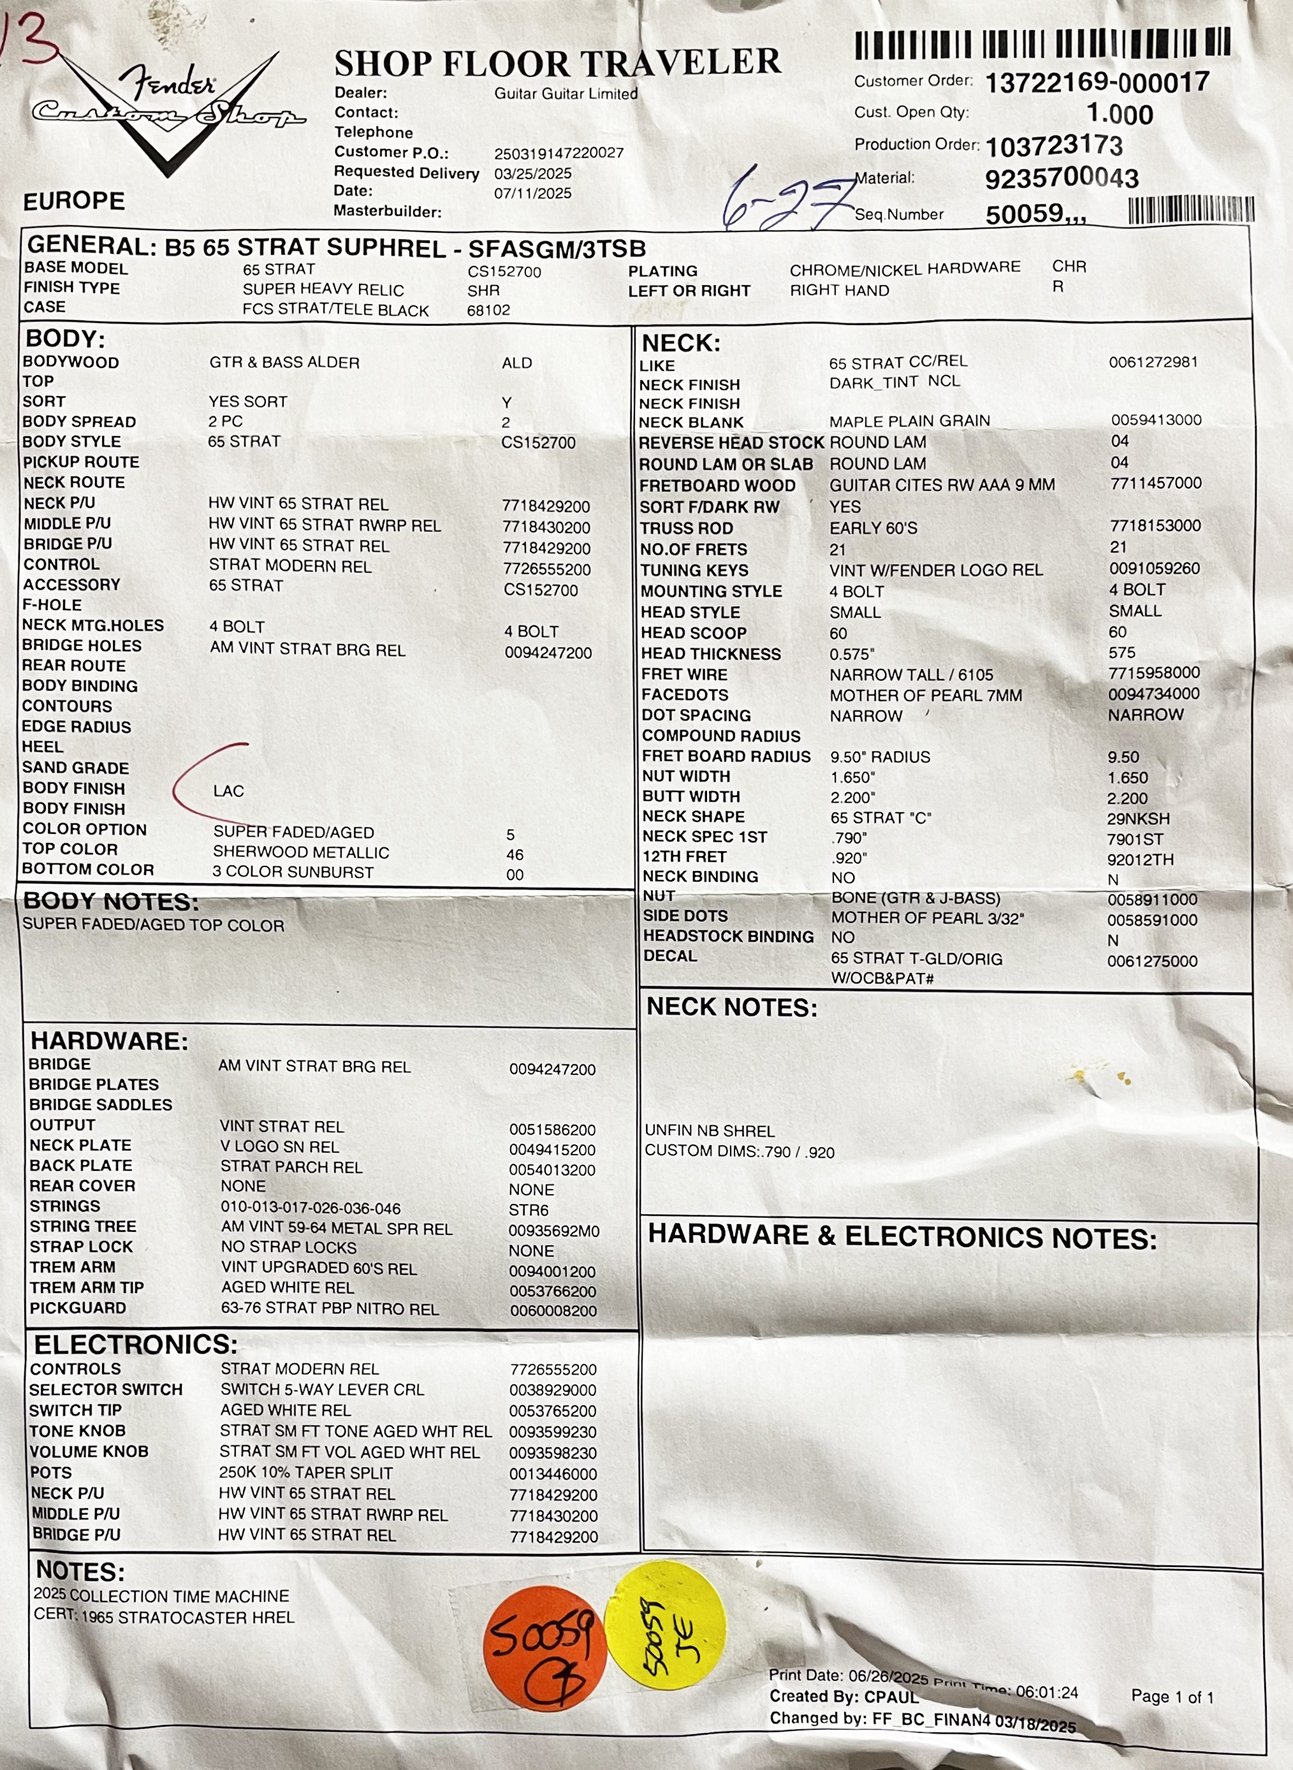 13
Fender
Custom Shop
EUROPE
SHOP FLOOR TRAVELER
Dealer: Guitar Guitar Limited
Contact:
Telephone
Customer P.O.: 250319147220027
Requested Delivery 03/25/2025
Date: 07/11/2025
Masterbuilder:
6-27
Customer Order: 13722169-000017
Cust. Open Qty: 1.000
Production Order: 103723173
Material: 9235700043
Seq.Number 50059,,,
GENERAL: B5 65 STRAT SUPHREL - SFASGM/3TSB
BASE MODEL 65 STRAT CS152700 PLATING CHROME/NICKEL HARDWARE CHR
FINISH TYPE SUPER HEAVY RELIC SHR LEFT OR RIGHT RIGHT HAND R
CASE FCS STRAT/TELE BLACK 68102
BODY:
BODYWOOD GTR & BASS ALDER ALD
TOP
SORT YES SORT Y
BODY SPREAD 2 PC 2
BODY STYLE 65 STRAT CS152700
PICKUP ROUTE
NECK ROUTE
NECK P/U HW VINT 65 STRAT REL 7718429200
MIDDLE P/U HW VINT 65 STRAT RWRP REL 7718430200
BRIDGE P/U HW VINT 65 STRAT REL 7718429200
CONTROL STRAT MODERN REL 7726555200
ACCESSORY 65 STRAT CS152700
F-HOLE
NECK MTG.HOLES 4 BOLT 4 BOLT
BRIDGE HOLES AM VINT STRAT BRG REL 0094247200
REAR ROUTE
BODY BINDING
CONTOURS
EDGE RADIUS
HEEL
SAND GRADE
BODY FINISH LAC
BODY FINISH
COLOR OPTION SUPER FADED/AGED 5
TOP COLOR SHERWOOD METALLIC 46
BOTTOM COLOR 3 COLOR SUNBURST 00
BODY NOTES:
SUPER FADED/AGED TOP COLOR
HARDWARE:
BRIDGE AM VINT STRAT BRG REL 0094247200
BRIDGE PLATES
BRIDGE SADDLES
OUTPUT VINT STRAT REL 0051586200
NECK PLATE V LOGO SN REL 0049415200
BACK PLATE STRAT PARCH REL 0054013200
REAR COVER NONE NONE
STRINGS 010-013-017-026-036-046 STR6
STRING TREE AM VINT 59-64 METAL SPR REL 00935692M0
STRAP LOCK NO STRAP LOCKS NONE
TREM ARM VINT UPGRADED 60'S REL 0094001200
TREM ARM TIP AGED WHITE REL 0053766200
PICKGUARD 63-76 STRAT PBP NITRO REL 0060008200
ELECTRONICS:
CONTROLS STRAT MODERN REL 7726555200
SELECTOR SWITCH SWITCH 5-WAY LEVER CRL 0038929000
SWITCH TIP AGED WHITE REL 0053765200
TONE KNOB STRAT SM FT TONE AGED WHT REL 0093599230
VOLUME KNOB STRAT SM FT VOL AGED WHT REL 0093598230
POTS 250K 10% TAPER SPLIT 0013446000
NECK P/U HW VINT 65 STRAT REL 7718429200
MIDDLE P/U HW VINT 65 STRAT RWRP REL 7718430200
BRIDGE P/U HW VINT 65 STRAT REL 7718429200
NECK:
LIKE 65 STRAT CC/REL 0061272981
NECK FINISH DARK_TINT NCL
NECK FINISH
NECK BLANK MAPLE PLAIN GRAIN 0059413000
REVERSE HEAD STOCK ROUND LAM 04
ROUND LAM OR SLAB ROUND LAM 04
FRETBOARD WOOD GUITAR CITES RW AAA 9 MM 7711457000
SORT F/DARK RW YES
TRUSS ROD EARLY 60'S 7718153000
NO.OF FRETS 21 21
TUNING KEYS VINT W/FENDER LOGO REL 0091059260
MOUNTING STYLE 4 BOLT 4 BOLT
HEAD STYLE SMALL SMALL
HEAD SCOOP 60 60
HEAD THICKNESS 0.575" 575
FRET WIRE NARROW TALL / 6105 7715958000
FACEDOTS MOTHER OF PEARL 7MM 0094734000
DOT SPACING NARROW NARROW
COMPOUND RADIUS
FRET BOARD RADIUS 9.50" RADIUS 9.50
NUT WIDTH 1.650" 1.650
BUTT WIDTH 2.200" 2.200
NECK SHAPE 65 STRAT "C" 29NKSH
NECK SPEC 1ST .790" 7901ST
12TH FRET .920" 92012TH
NECK BINDING NO N
NUT BONE (GTR & J-BASS) 0058911000
SIDE DOTS MOTHER OF PEARL 3/32" 0058591000
HEADSTOCK BINDING NO N
DECAL 65 STRAT T-GLD/ORIG 0061275000
W/OCB&PAT#
NECK NOTES:
UNFIN NB SHREL
CUSTOM DIMS:.790 / .920
HARDWARE & ELECTRONICS NOTES:
NOTES:
2025 COLLECTION TIME MACHINE
CERT: 1965 STRATOCASTER HREL
50059
50059
JE
Print Date: 06/26/2025 Print Time: 06:01:24
Created By: CPAUL
Changed by: FF_BC_FINAN4 03/18/2025
Page 1 of 1